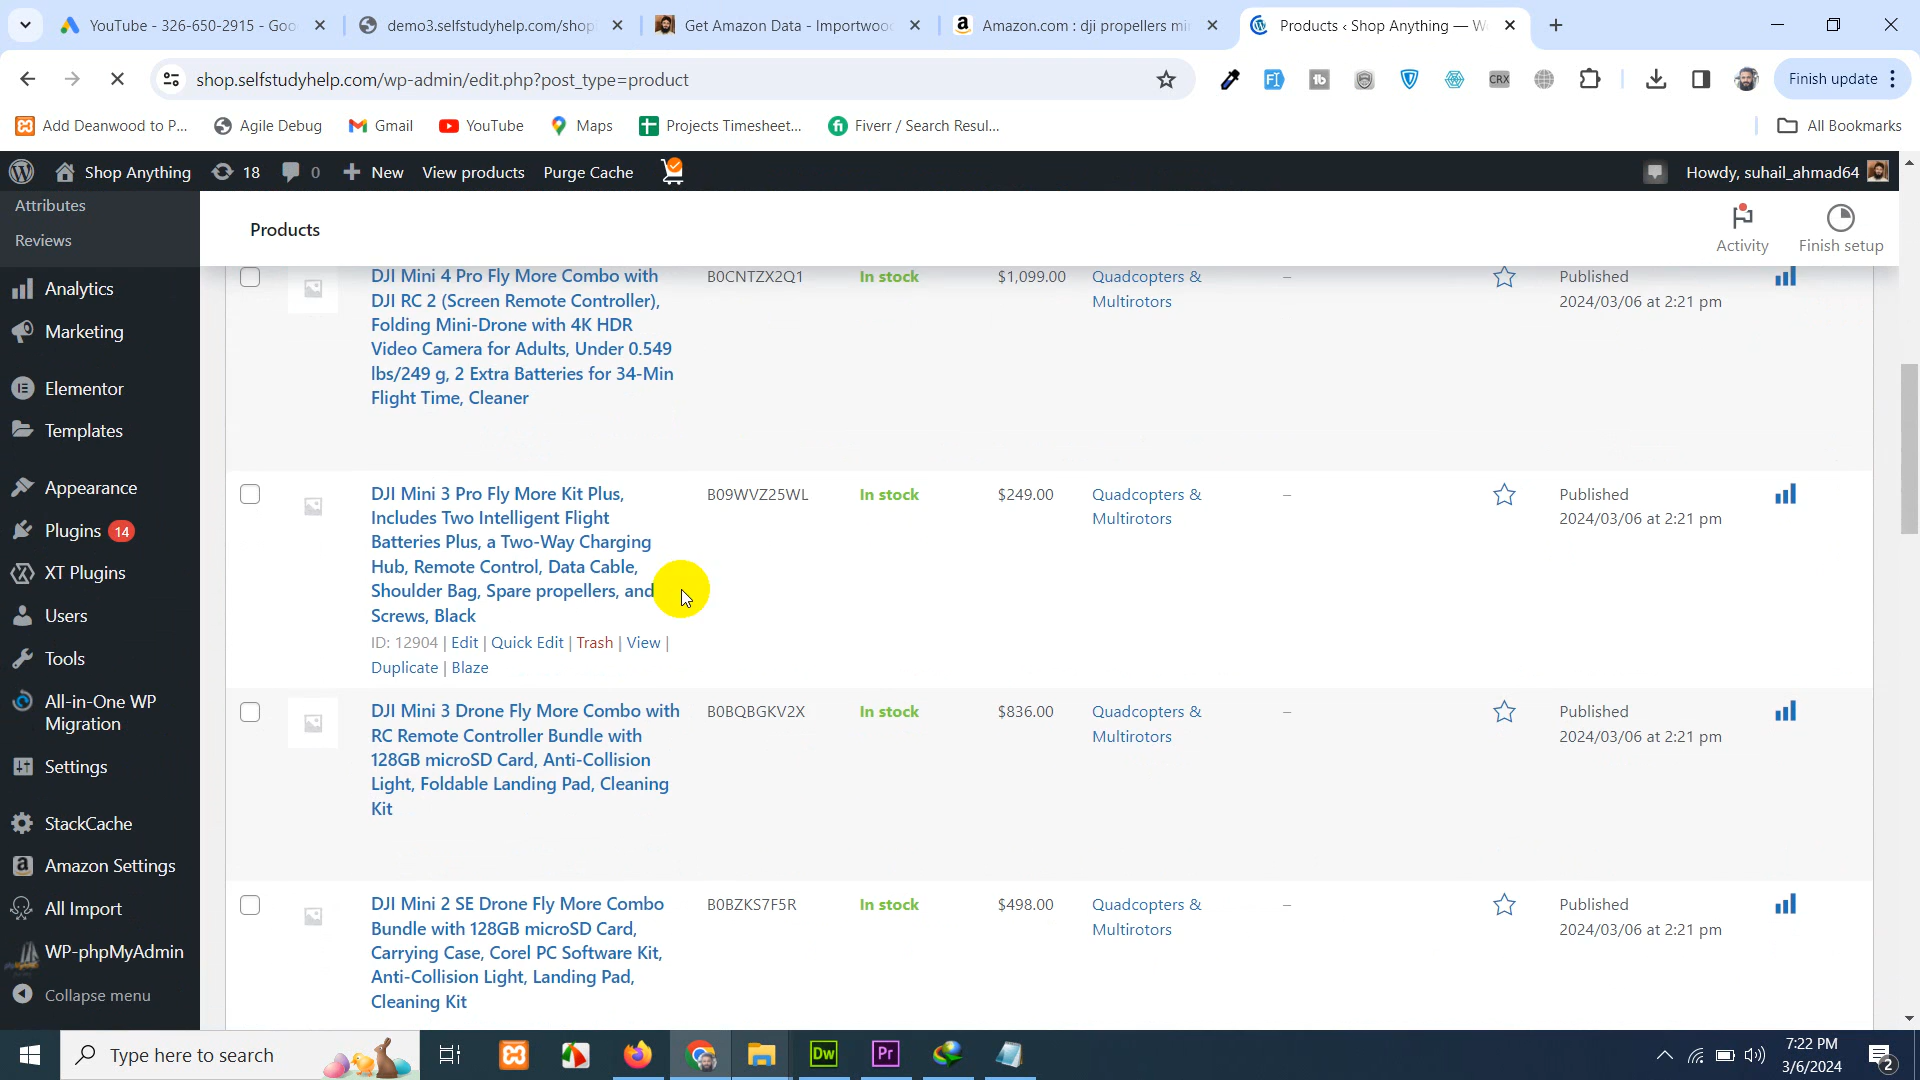 YouTube - 326-650-2915 - Goo
demo3.selfstudyhelp.com/shop
Get Amazon Data - Importwoo
Amazon.com : dji propellers mi
Products ‹ Shop Anything — W
shop.selfstudyhelp.com/wp-admin/edit.php?post_type=product
Finish update
Add Deanwood to P...
Agile Debug
Gmail
YouTube
Maps
Projects Timesheet...
Fiverr / Search Resul...
All Bookmarks
Shop Anything
18
0
New
View products
Purge Cache
Howdy, suhail_ahmad64
Attributes
Reviews
Analytics
Marketing
Elementor
Templates
Appearance
Plugins 14
XT Plugins
Users
Tools
All-in-One WP
Migration
Settings
StackCache
Amazon Settings
All Import
WP-phpMyAdmin
Collapse menu
Products
Activity
Finish setup
DJI Mini 4 Pro Fly More Combo with
DJI RC 2 (Screen Remote Controller),
Folding Mini-Drone with 4K HDR
Video Camera for Adults, Under 0.549
lbs/249 g, 2 Extra Batteries for 34-Min
Flight Time, Cleaner
B0CNTZX2Q1
In stock
$1,099.00
Quadcopters &
Multirotors
–
Published
2024/03/06 at 2:21 pm
DJI Mini 3 Pro Fly More Kit Plus,
Includes Two Intelligent Flight
Batteries Plus, a Two-Way Charging
Hub, Remote Control, Data Cable,
Shoulder Bag, Spare propellers, and
Screws, Black
ID: 12904 | Edit | Quick Edit | Trash | View |
Duplicate | Blaze
B09WVZ25WL
In stock
$249.00
Quadcopters &
Multirotors
–
Published
2024/03/06 at 2:21 pm
DJI Mini 3 Drone Fly More Combo with
RC Remote Controller Bundle with
128GB microSD Card, Anti-Collision
Light, Foldable Landing Pad, Cleaning
Kit
B0BQBGKV2X
In stock
$836.00
Quadcopters &
Multirotors
–
Published
2024/03/06 at 2:21 pm
DJI Mini 2 SE Drone Fly More Combo
Bundle with 128GB microSD Card,
Carrying Case, Corel PC Software Kit,
Anti-Collision Light, Landing Pad,
Cleaning Kit
B0BZKS7F5R
In stock
$498.00
Quadcopters &
Multirotors
–
Published
2024/03/06 at 2:21 pm
Type here to search
7:22 PM
3/6/2024
2